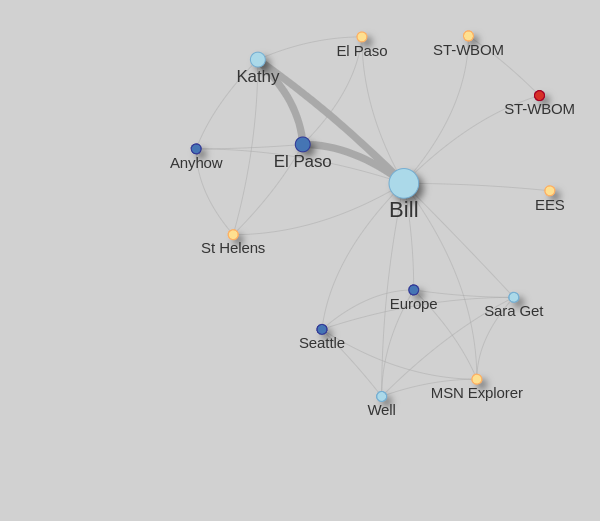 El Paso
ST-WBOM
Kathy
ST-WBOM
Anyhow
El Paso
Bill
EES
St Helens
Europe
Sara Get
Seattle
MSN Explorer
Well